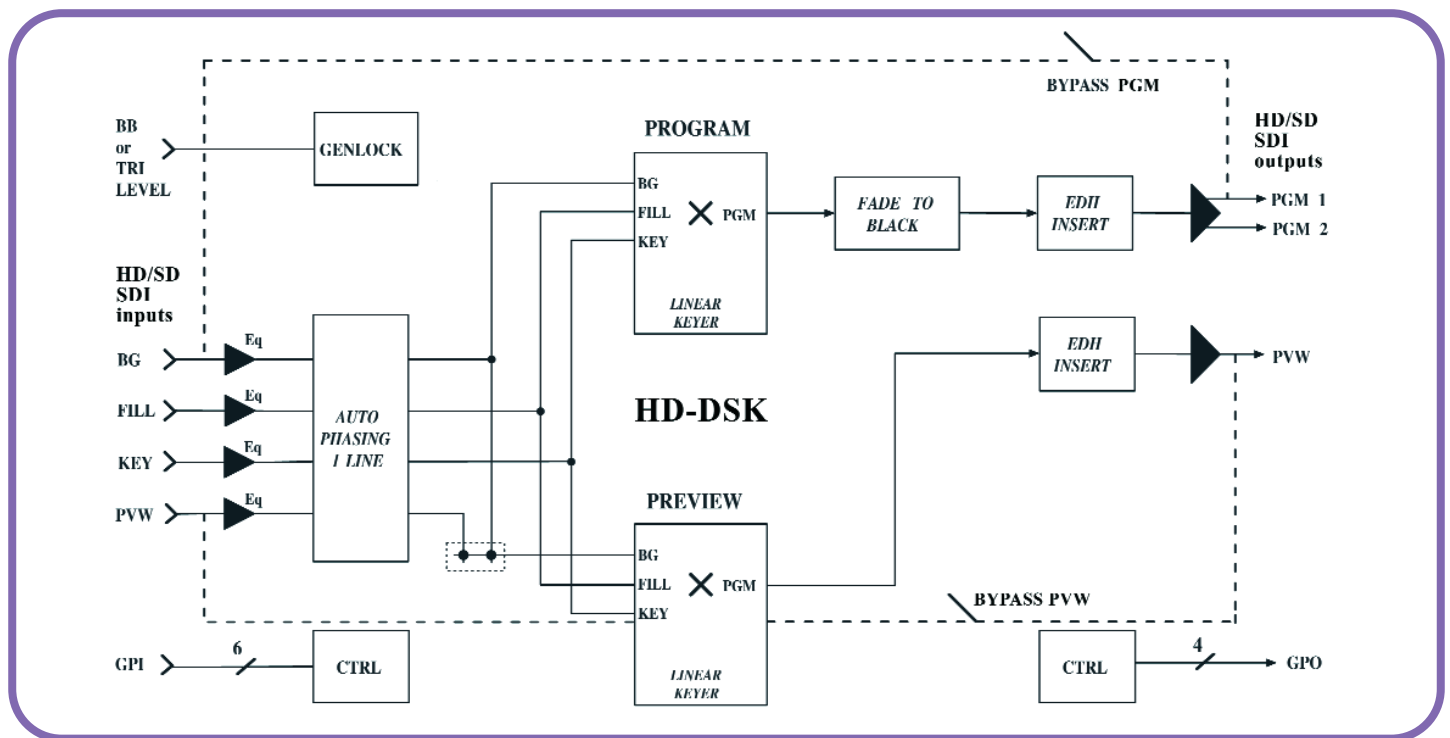 BYPASS PGM
BB
or
TRI
LEVEL
GENLOCK
PROGRAM
HD/SD
SDI
outputs
BG
FILL
KEY
PGM
LINEAR
KEYER
FADE TO
BLACK
EDH
INSERT
PGM 1
PGM 2
HD/SD
SDI
inputs
BG
FILL
KEY
PVW
Eq
Eq
Eq
Eq
AUTO
PHASING
1 LINE
HD-DSK
EDH
INSERT
PVW
PREVIEW
BG
FILL
KEY
PGM
LINEAR
KEYER
BYPASS PVW
GPI
6
CTRL
CTRL
4
GPO